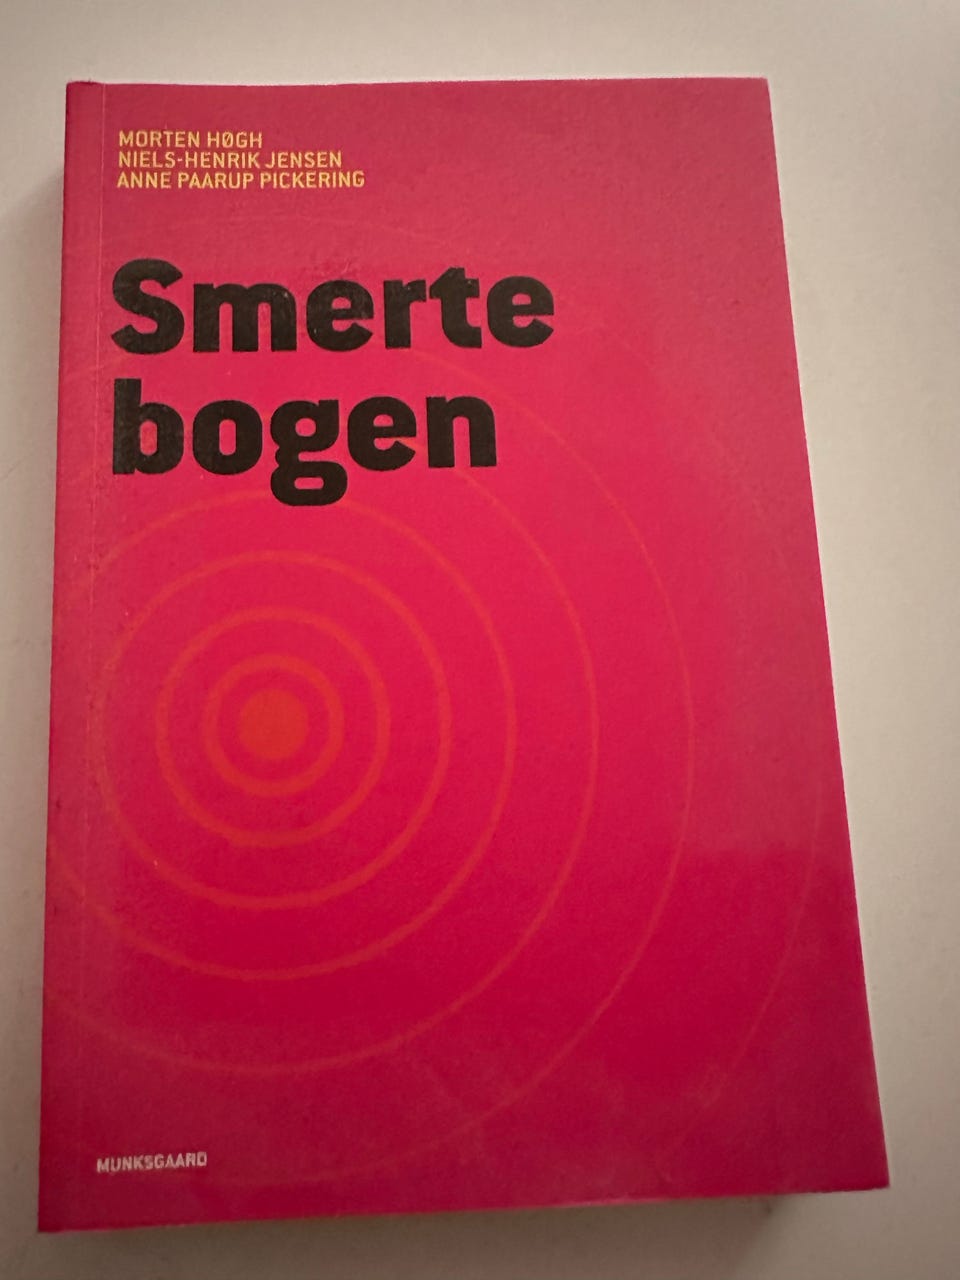 MORTEN HØGH
NIELS-HENRIK JENSEN
ANNE PAARUP PICKERING
Smerte
bogen
MUNKSGAARD